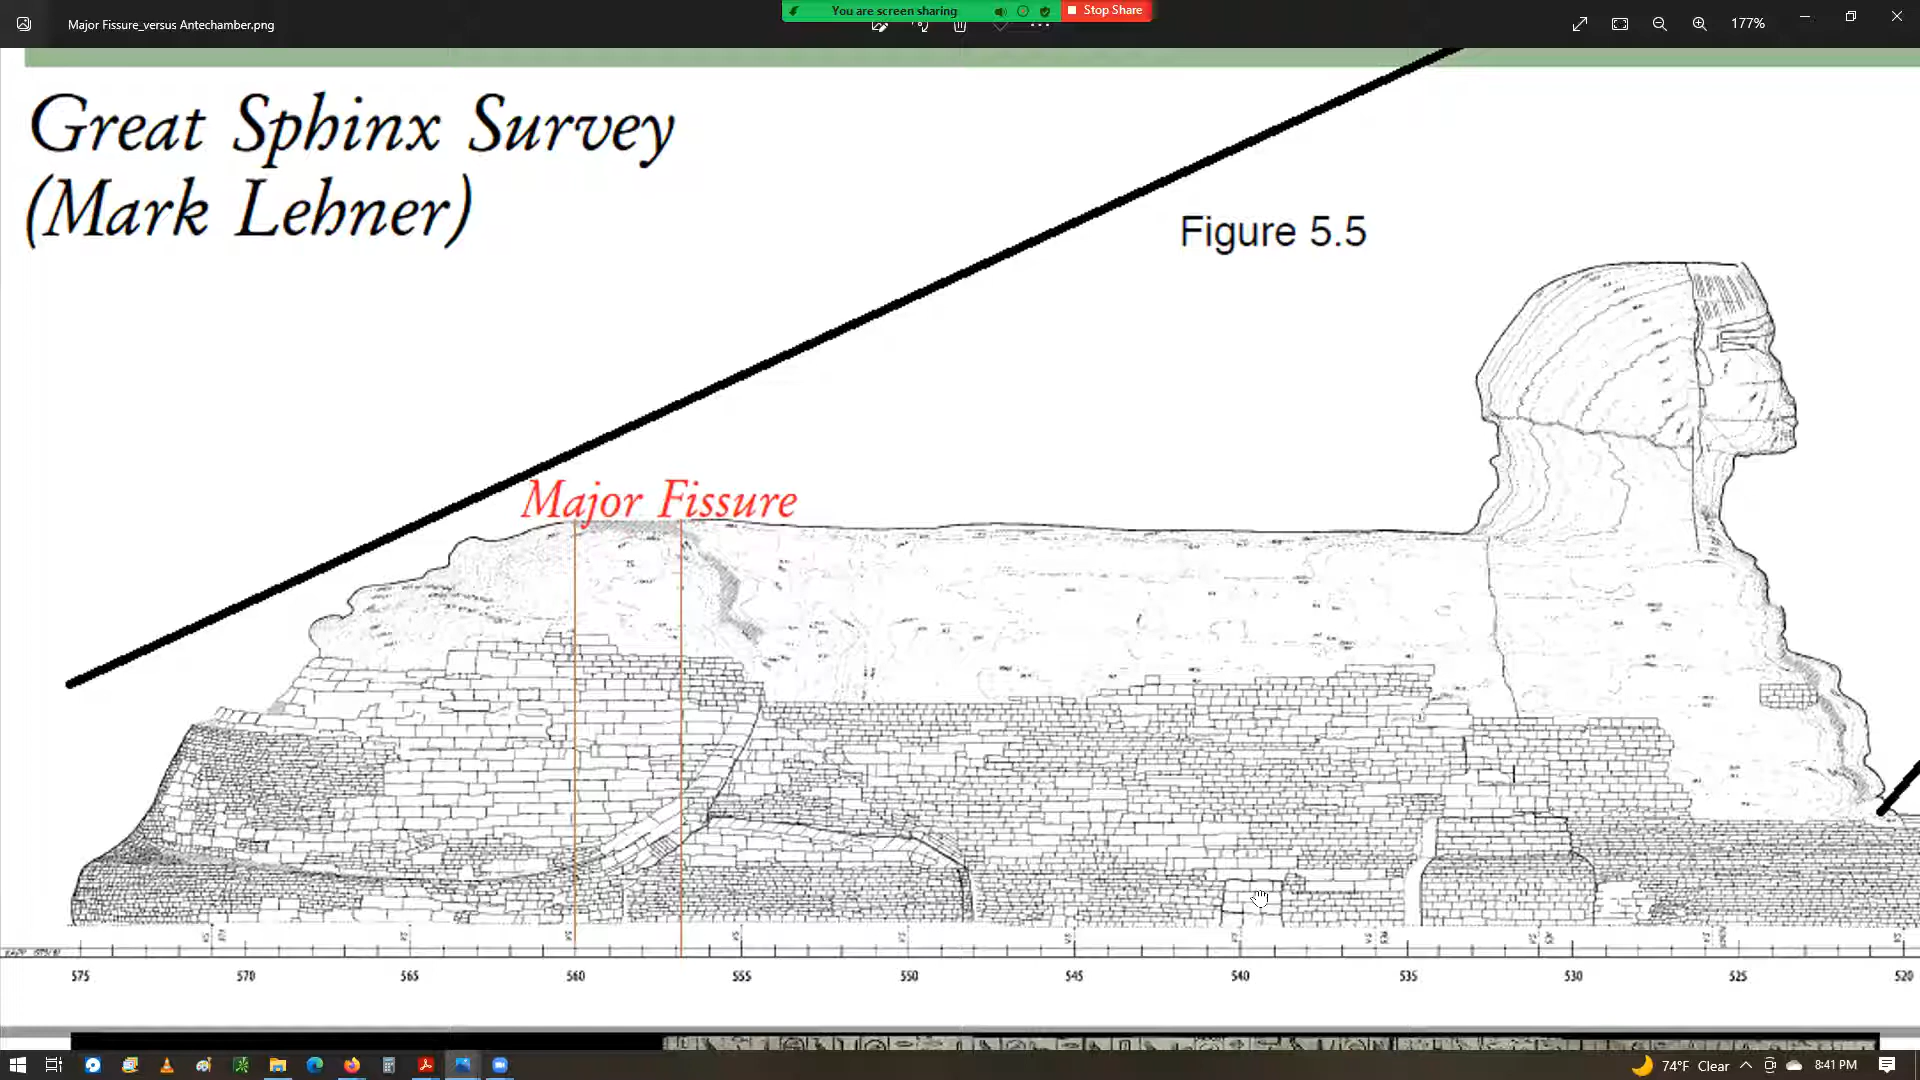 Major Fissure_versus Antechamber.png
You are screen sharing
Stop Share
177%
Great Sphinx Survey
(Mark Lehner)
Figure 5.5
Major Fissure
575 570 565 560 555 550 545 540 535 530 525 520
74°F Clear
8:41 PM